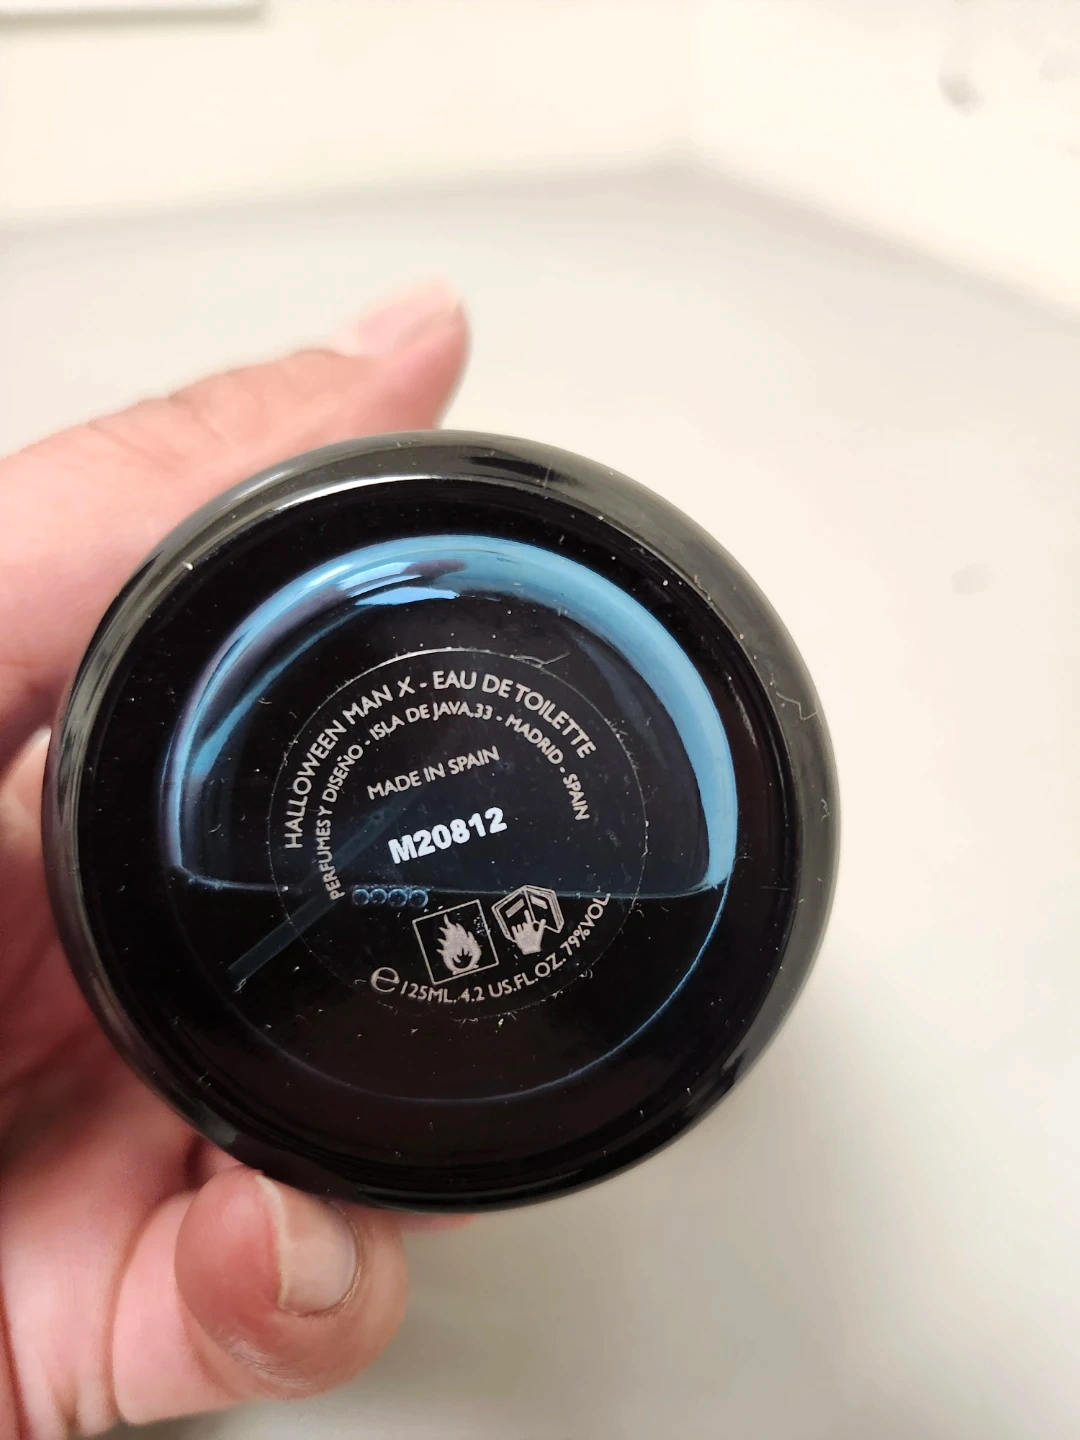 HALLOWEEN MAN X - EAU DE TOILETTE
PERFUMES Y DISEÑO - ISLA DE JAVA,33 - MADRID - SPAIN
MADE IN SPAIN
M20812
e 125ML. 4.2 US.FL.OZ. 79%VOL